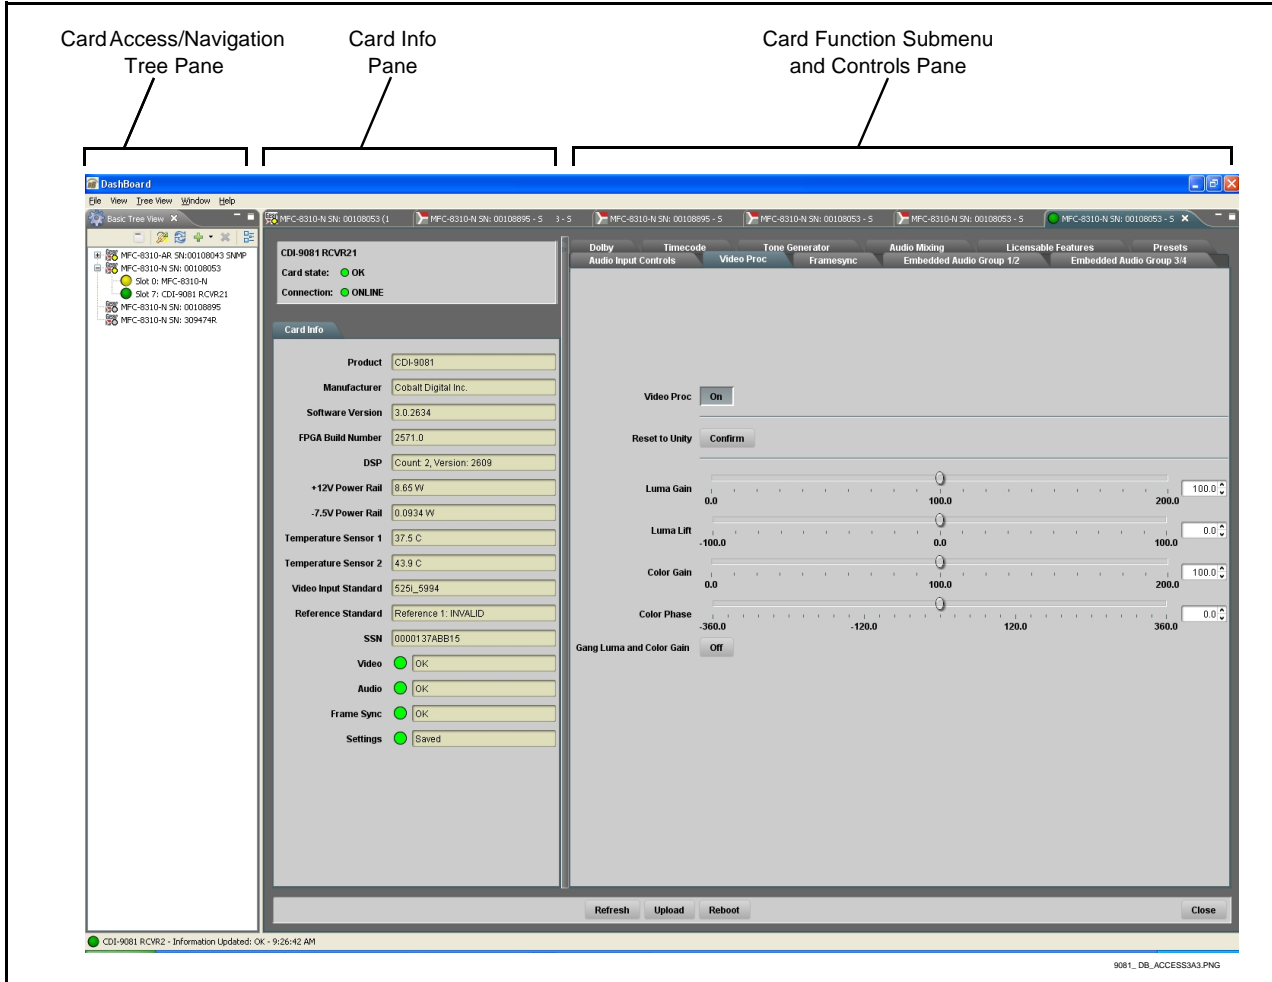 Card Access/Navigation
Tree Pane
Card Info
Pane
Card Function Submenu
and Controls Pane
DashBoard
File View Tree View Window Help
Basic Tree View
MFC-8310-N SN: 00108053 (1
MFC-8310-N SN: 00108895 - S
3 - S
MFC-8310-N SN: 00108895 - S
MFC-8310-N SN: 00108053 - S
MFC-8310-N SN: 00108053 - S
MFC-8310-N SN: 00108053 - S
MFC-8310-AR SN:00108043 SNMP
MFC-8310-N SN: 00108053
Slot 0: MFC-8310-N
Slot 7: CDI-9081 RCVR21
MFC-8310-N SN: 00108895
MFC-8310-N SN: 309474R
CDI-9081 RCVR21
Card state: OK
Connection: ONLINE
Card Info
Product CDI-9081
Manufacturer Cobalt Digital Inc.
Software Version 3.0.2634
FPGA Build Number 2571.0
DSP Count: 2, Version: 2609
+12V Power Rail 8.65 W
-7.5V Power Rail 0.0934 W
Temperature Sensor 1 37.5 C
Temperature Sensor 2 43.9 C
Video Input Standard 525i_5994
Reference Standard Reference 1: INVALID
SSN 0000137ABB15
Video OK
Audio OK
Frame Sync OK
Settings Saved
Dolby Timecode Tone Generator Audio Mixing Licensable Features Presets
Audio Input Controls Video Proc Framesync Embedded Audio Group 1/2 Embedded Audio Group 3/4
Video Proc On
Reset to Unity Confirm
Luma Gain 100.0
0.0 100.0 200.0
Luma Lift 0.0
-100.0 0.0 100.0
Color Gain 100.0
0.0 100.0 200.0
Color Phase 0.0
-360.0 -120.0 120.0 360.0
Gang Luma and Color Gain Off
Refresh Upload Reboot Close
CDI-9081 RCVR2 - Information Updated: OK - 9:26:42 AM
9081_ DB_ACCESS3A3.PNG